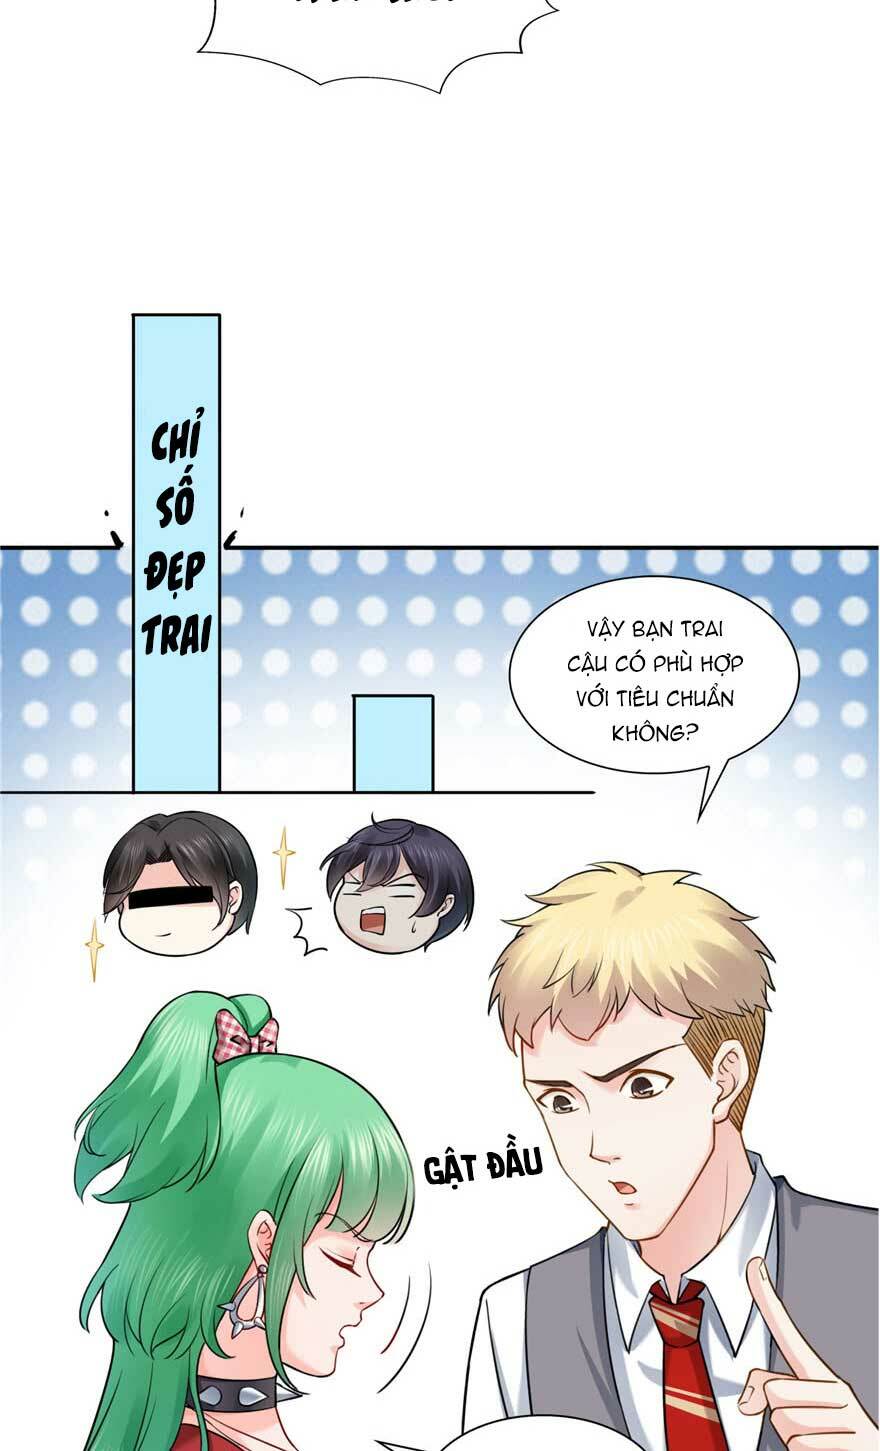 CHỈ
SỐ
ĐẸP
TRAI
VẬY BẠN TRAI
CẬU CÓ PHÙ HỢP
VỚI TIÊU CHUẨN
KHÔNG?
GẬT ĐẦU